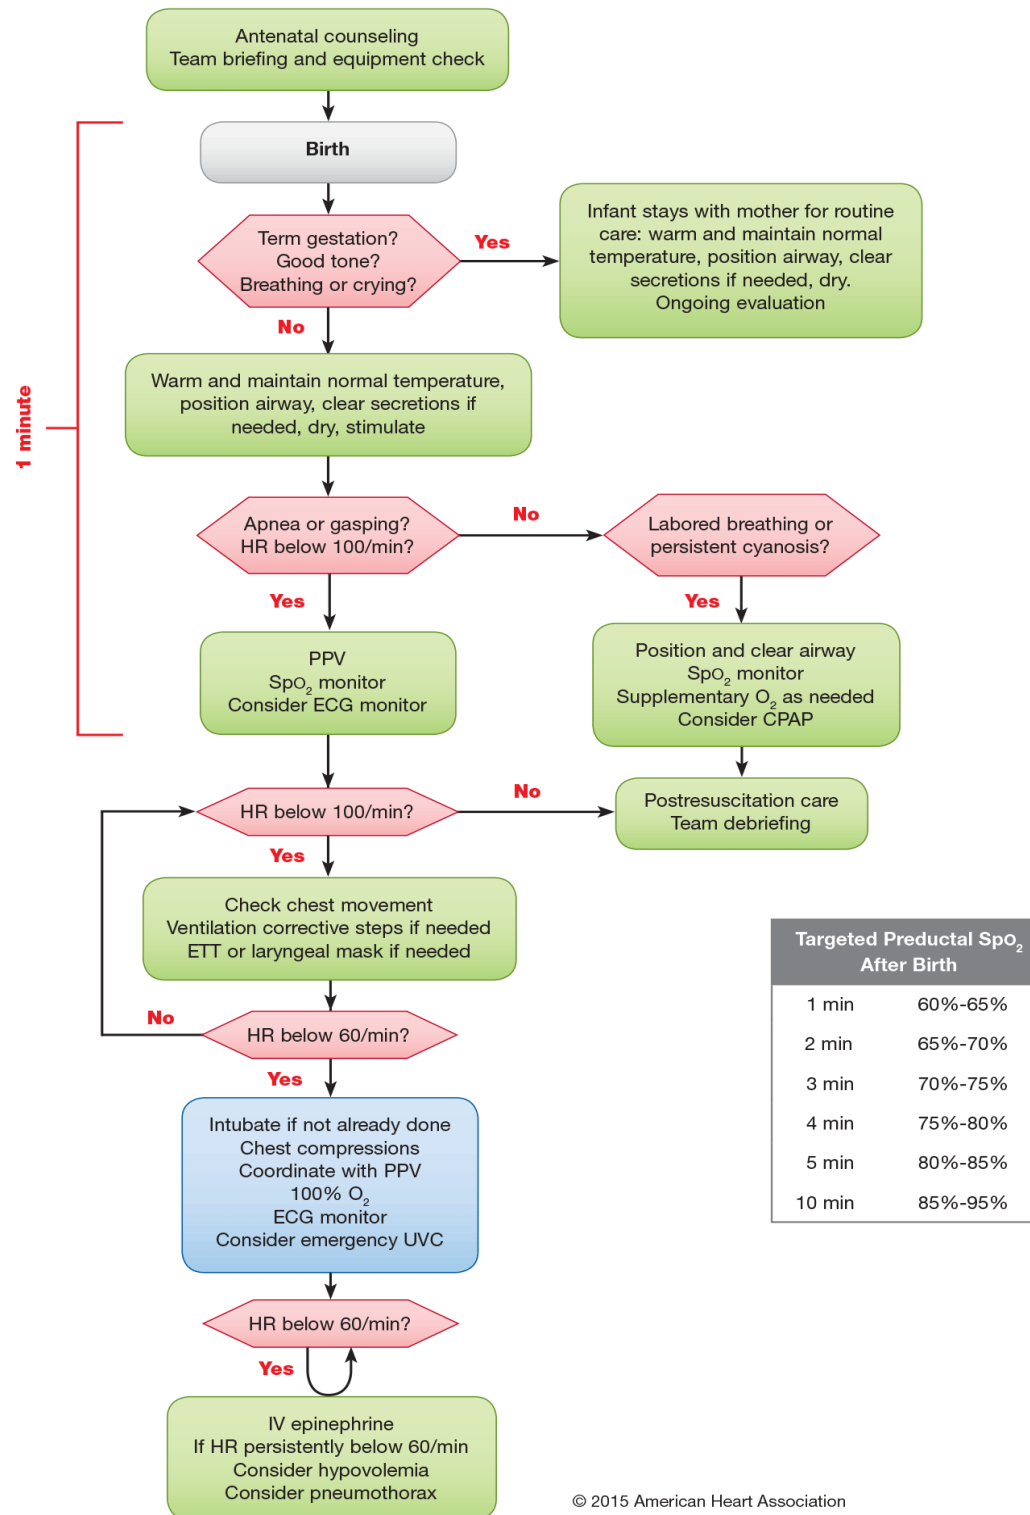 Antenatal counseling
Team briefing and equipment check
Birth
1 minute
Term gestation?
Good tone?
Breathing or crying?
Yes
Infant stays with mother for routine
care: warm and maintain normal
temperature, position airway, clear
secretions if needed, dry.
Ongoing evaluation
No
Warm and maintain normal temperature,
position airway, clear secretions if
needed, dry, stimulate
Apnea or gasping?
HR below 100/min?
No
Labored breathing or
persistent cyanosis?
Yes
Yes
PPV
SpO₂ monitor
Consider ECG monitor
Position and clear airway
SpO₂ monitor
Supplementary O₂ as needed
Consider CPAP
HR below 100/min?
No
Postresuscitation care
Team debriefing
Yes
Check chest movement
Ventilation corrective steps if needed
ETT or laryngeal mask if needed
No
HR below 60/min?
Yes
Intubate if not already done
Chest compressions
Coordinate with PPV
100% O₂
ECG monitor
Consider emergency UVC
HR below 60/min?
Yes
IV epinephrine
If HR persistently below 60/min
Consider hypovolemia
Consider pneumothorax
Targeted Preductal SpO₂
After Birth
1 min 60%-65%
2 min 65%-70%
3 min 70%-75%
4 min 75%-80%
5 min 80%-85%
10 min 85%-95%
© 2015 American Heart Association